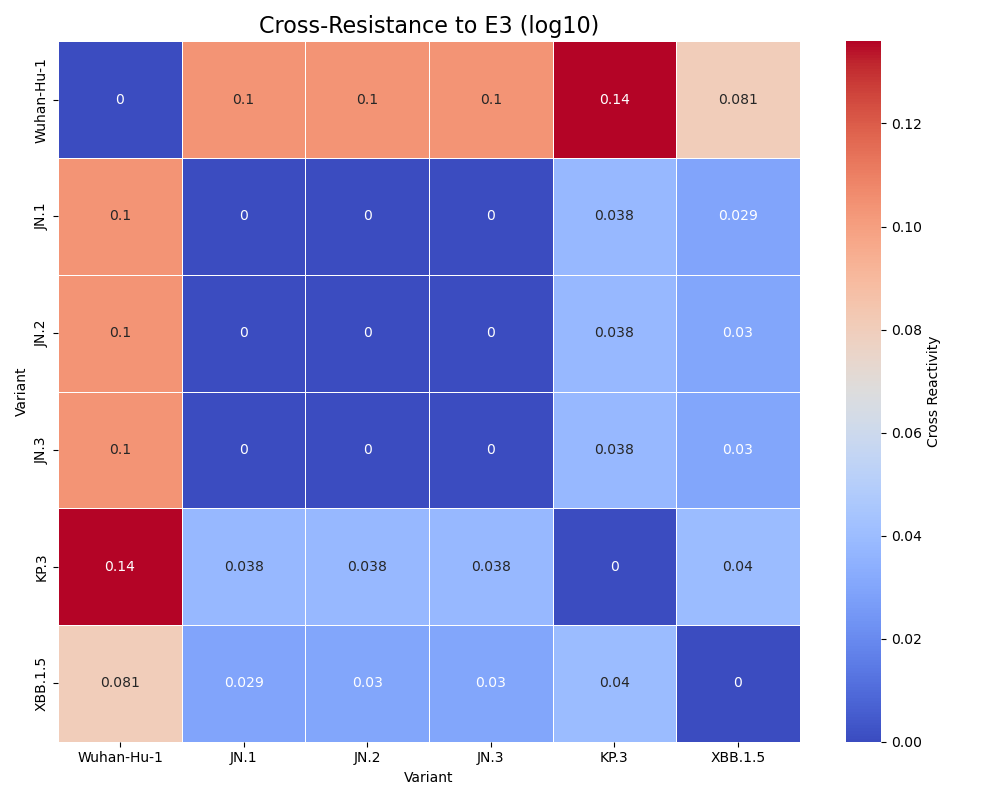 Cross-Resistance to E3 (log10)
Variant
Wuhan-Hu-1 0 0.1 0.1 0.1 0.14 0.081
JN.1 0.1 0 0 0 0.038 0.029
JN.2 0.1 0 0 0 0.038 0.03
JN.3 0.1 0 0 0 0.038 0.03
KP.3 0.14 0.038 0.038 0.038 0 0.04
XBB.1.5 0.081 0.029 0.03 0.03 0.04 0
Wuhan-Hu-1 JN.1 JN.2 JN.3 KP.3 XBB.1.5
Variant
0.12
0.10
0.08
0.06
0.04
0.02
0.00
Cross Reactivity